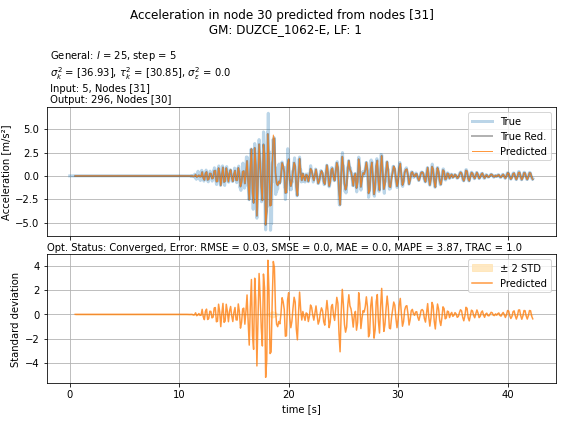 Acceleration in node 30 predicted from nodes [31]
GM: DUZCE_1062-E, LF: 1
General: l = 25, step = 5
σ²ₖ = [36.93], τ²ₖ = [30.85], σ²ε = 0.0
Input: 5, Nodes [31]
Output: 296, Nodes [30]
Acceleration [m/s²]
5.0
2.5
0.0
−2.5
−5.0
True
True Red.
Predicted
Opt. Status: Converged, Error: RMSE = 0.03, SMSE = 0.0, MAE = 0.0, MAPE = 3.87, TRAC = 1.0
Standard deviation
4
2
0
−2
−4
± 2 STD
Predicted
0 10 20 30 40
time [s]